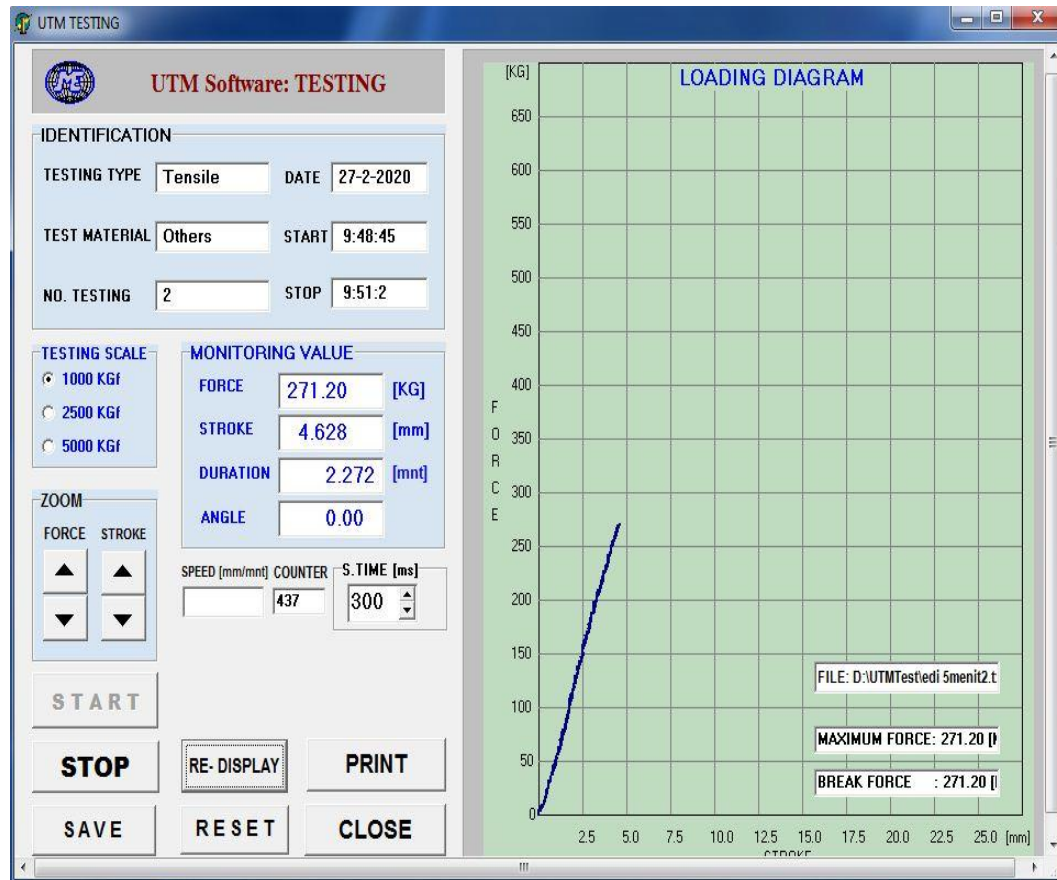 UTM TESTING
UTM Software: TESTING
IDENTIFICATION
TESTING TYPE Tensile DATE 27-2-2020
TEST MATERIAL Others START 9:48:45
NO. TESTING 2 STOP 9:51:2
TESTING SCALE
1000 KGf
2500 KGf
5000 KGf
MONITORING VALUE
FORCE 271.20 [KG]
STROKE 4.628 [mm]
DURATION 2.272 [mnt]
ANGLE 0.00
ZOOM
FORCE STROKE
SPEED [mm/mnt] COUNTER S.TIME [ms]
437 300
START
STOP RE- DISPLAY PRINT
SAVE RESET CLOSE
LOADING DIAGRAM
[KG]
650
600
550
500
450
400
350
300
250
200
150
100
50
0
FORCE
FILE: D:\UTMTest\edi 5menit2.t
MAXIMUM FORCE: 271.20 [
BREAK FORCE : 271.20 [
2.5 5.0 7.5 10.0 12.5 15.0 17.5 20.0 22.5 25.0 [mm]
STROKE